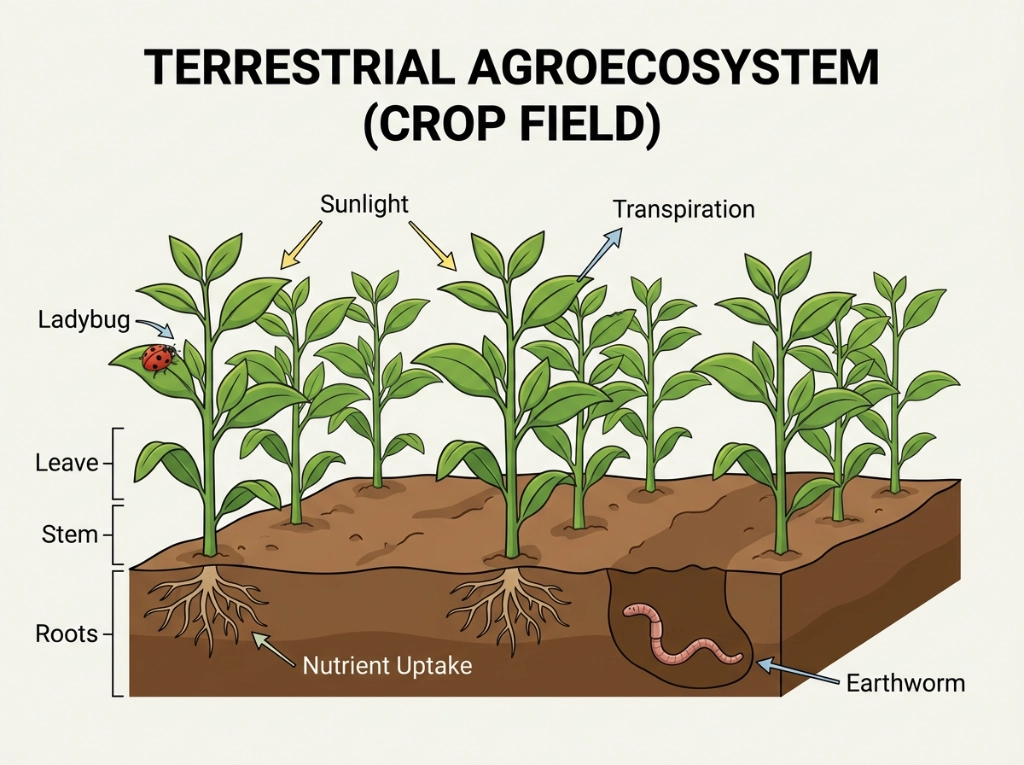 TERRESTRIAL AGROECOSYSTEM
(CROP FIELD)
Sunlight
Transpiration
Ladybug
Leave
Stem
Roots
Nutrient Uptake
Earthworm